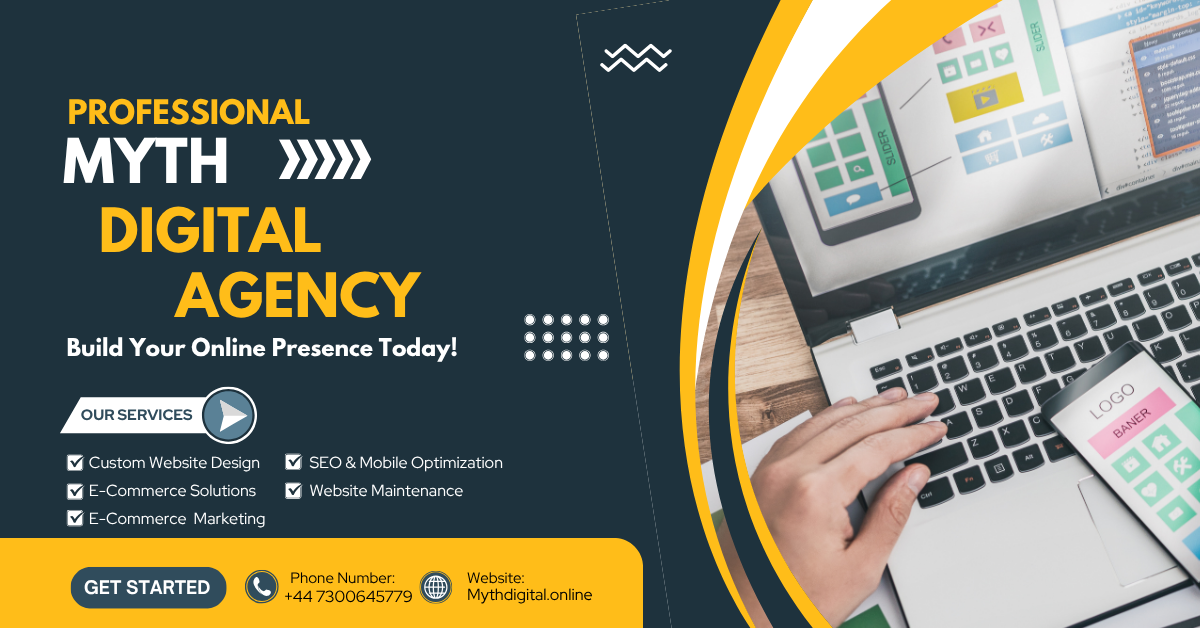 PROFESSIONAL
MYTH
DIGITAL
AGENCY
Build Your Online Presence Today!
OUR SERVICES
Custom Website Design
E-Commerce Solutions
E-Commerce Marketing
SEO & Mobile Optimization
Website Maintenance
GET STARTED
Phone Number:
+44 7300645779
Website:
Mythdigital.online
SLIDER
SLIDER
LOGO
BANER